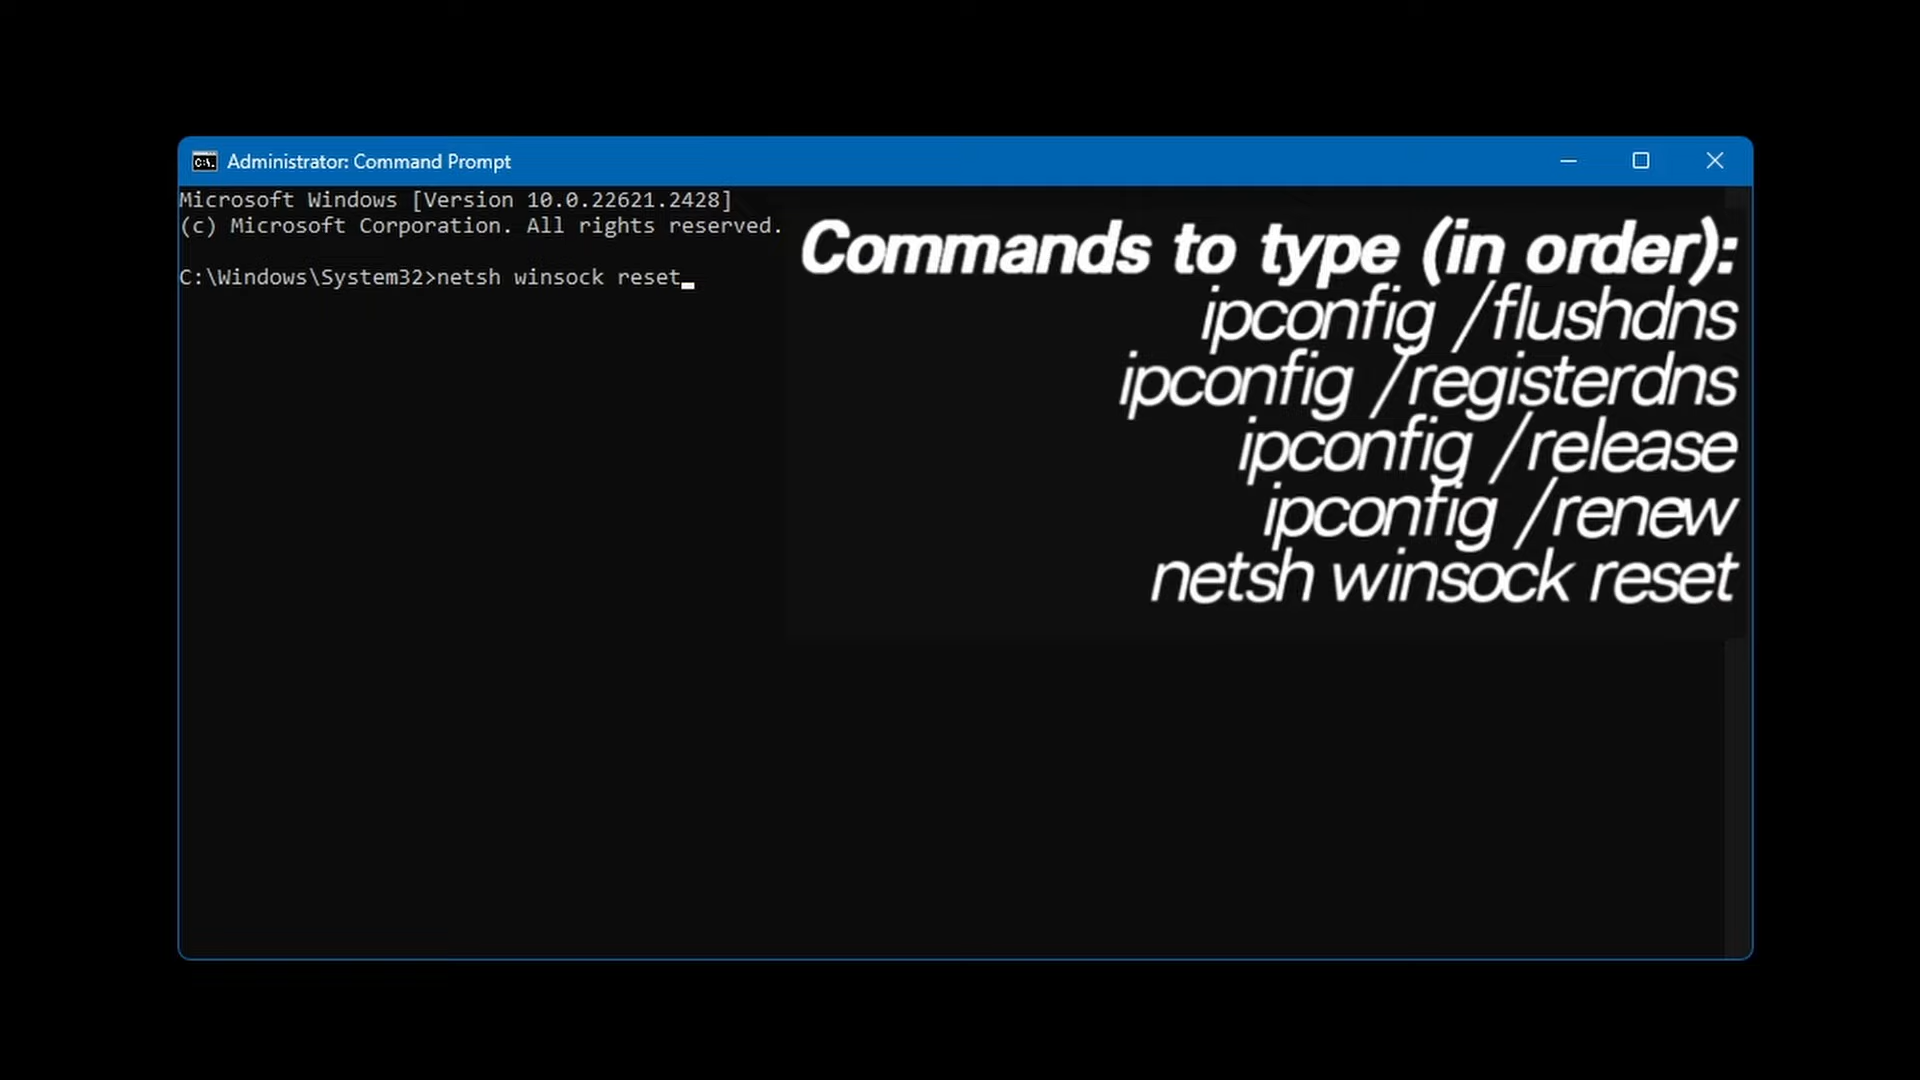 Administrator: Command Prompt
Microsoft Windows [Version 10.0.22621.2428]
(c) Microsoft Corporation. All rights reserved.
C:\Windows\System32>netsh winsock reset
Commands to type (in order):
ipconfig /flushdns
ipconfig /registerdns
ipconfig /release
ipconfig /renew
netsh winsock reset